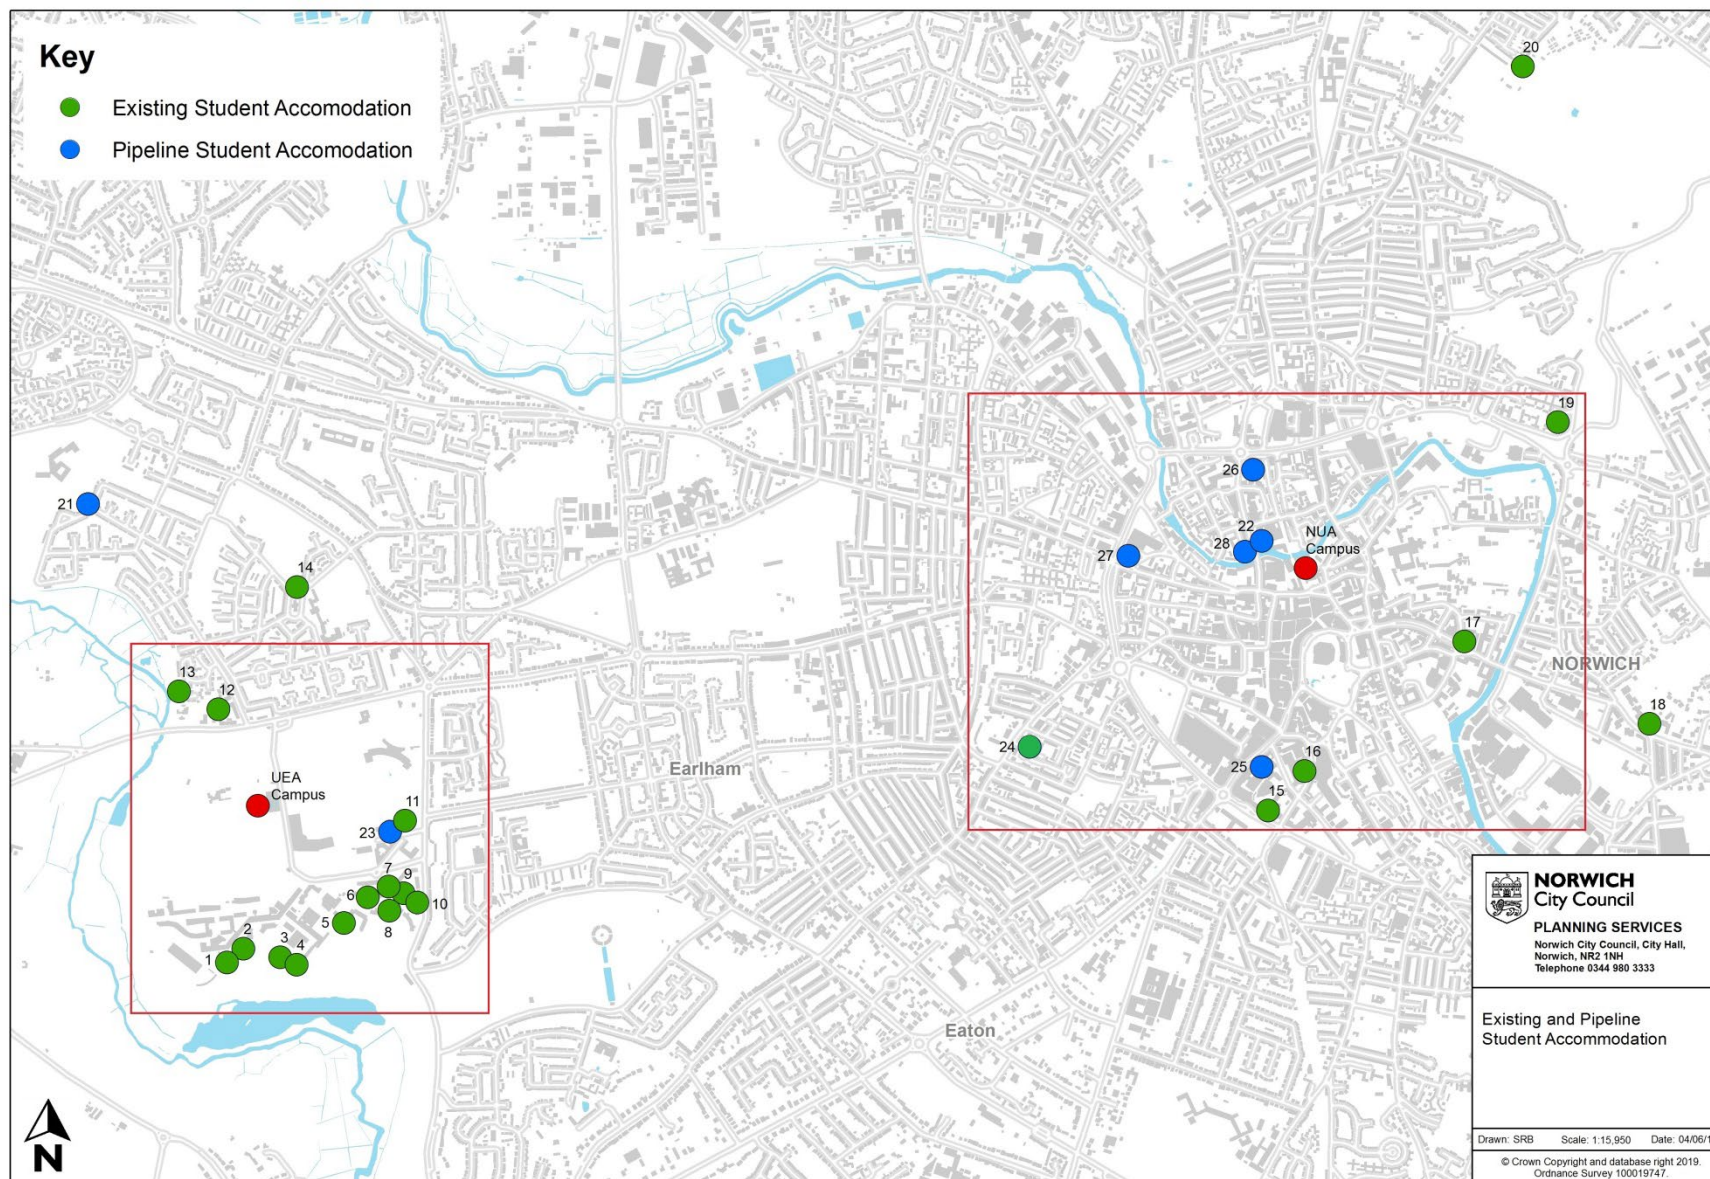 Key
Existing Student Accomodation
Pipeline Student Accomodation
20
19
26
21
22
NUA
Campus
28
27
14
17
NORWICH
13
12
18
24
16
Earlham
25
UEA
Campus
15
11
23
7
9
6
10
5
8
2
3
4
1
Eaton
NORWICH
City Council
PLANNING SERVICES
Norwich City Council, City Hall,
Norwich, NR2 1NH
Telephone 0344 980 3333
Existing and Pipeline
Student Accommodation
N
Drawn: SRB Scale: 1:15,950 Date: 04/06/1
© Crown Copyright and database right 2019.
Ordnance Survey 100019747.